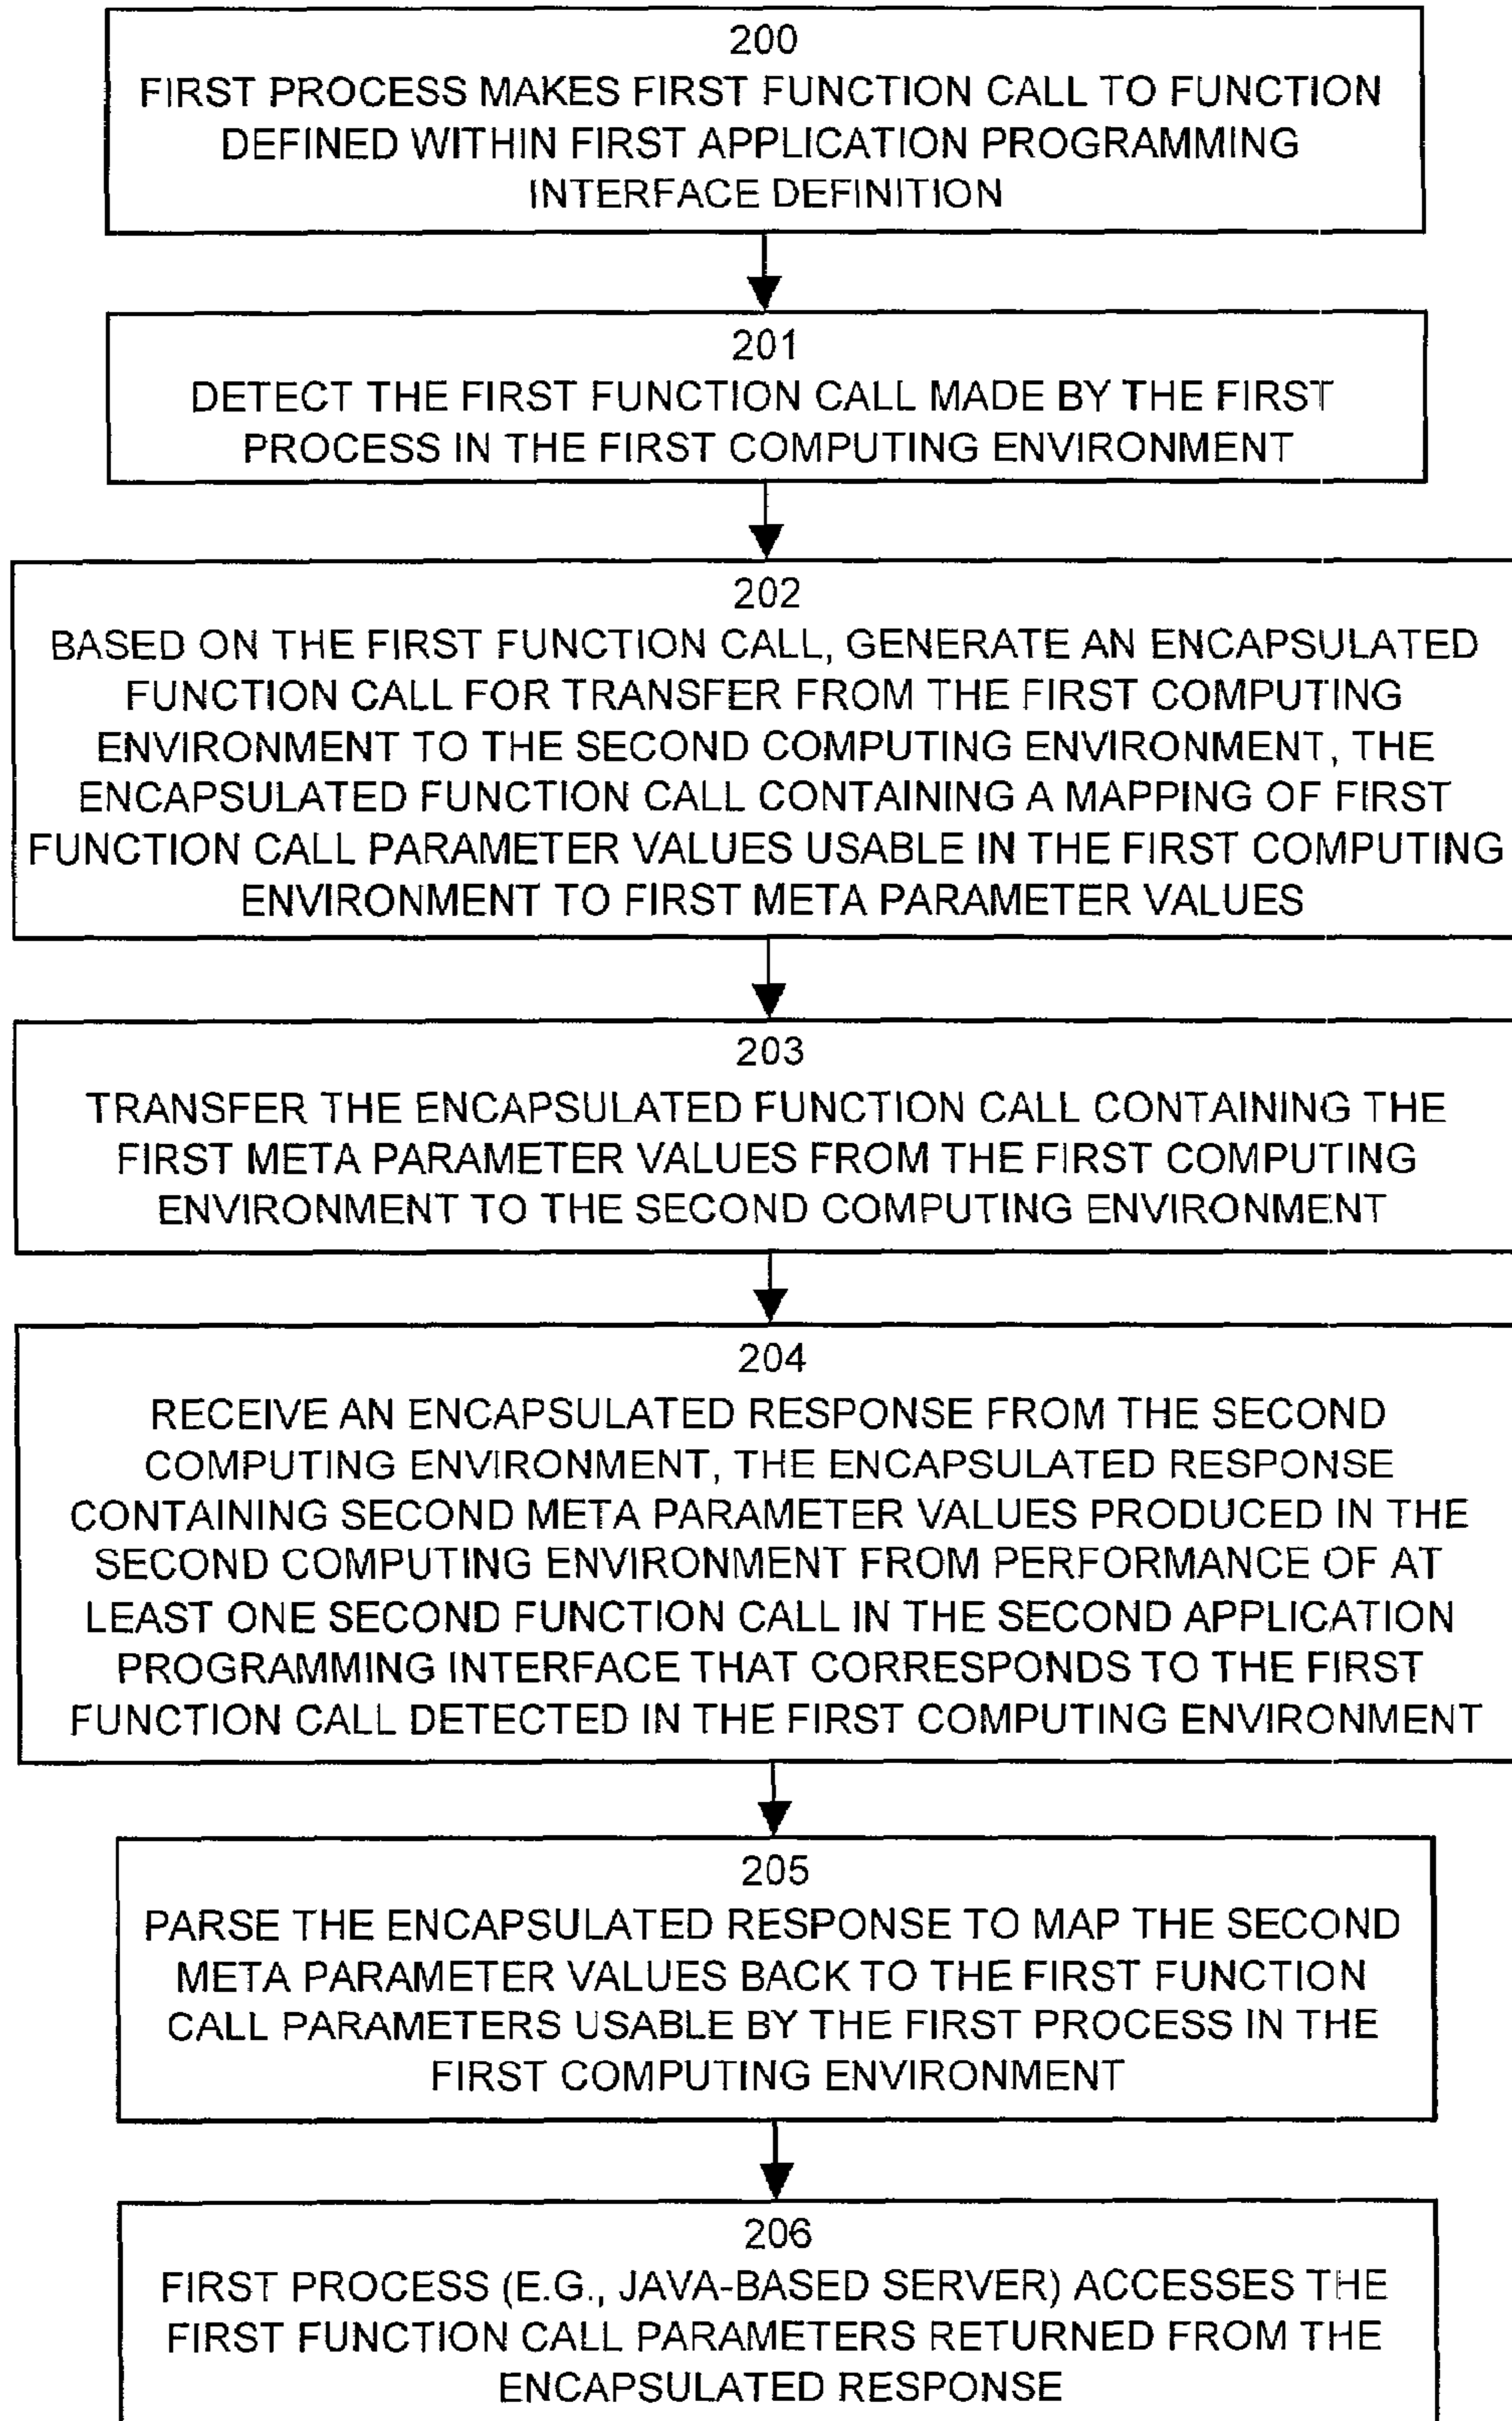 200
FIRST PROCESS MAKES FIRST FUNCTION CALL TO FUNCTION
DEFINED WITHIN FIRST APPLICATION PROGRAMMING
INTERFACE DEFINITION
201
DETECT THE FIRST FUNCTION CALL MADE BY THE FIRST
PROCESS IN THE FIRST COMPUTING ENVIRONMENT
202
BASED ON THE FIRST FUNCTION CALL, GENERATE AN ENCAPSULATED
FUNCTION CALL FOR TRANSFER FROM THE FIRST COMPUTING
ENVIRONMENT TO THE SECOND COMPUTING ENVIRONMENT, THE
ENCAPSULATED FUNCTION CALL CONTAINING A MAPPING OF FIRST
FUNCTION CALL PARAMETER VALUES USABLE IN THE FIRST COMPUTING
ENVIRONMENT TO FIRST META PARAMETER VALUES
203
TRANSFER THE ENCAPSULATED FUNCTION CALL CONTAINING THE
FIRST META PARAMETER VALUES FROM THE FIRST COMPUTING
ENVIRONMENT TO THE SECOND COMPUTING ENVIRONMENT
204
RECEIVE AN ENCAPSULATED RESPONSE FROM THE SECOND
COMPUTING ENVIRONMENT, THE ENCAPSULATED RESPONSE
CONTAINING SECOND META PARAMETER VALUES PRODUCED IN THE
SECOND COMPUTING ENVIRONMENT FROM PERFORMANCE OF AT
LEAST ONE SECOND FUNCTION CALL IN THE SECOND APPLICATION
PROGRAMMING INTERFACE THAT CORRESPONDS TO THE FIRST
FUNCTION CALL DETECTED IN THE FIRST COMPUTING ENVIRONMENT
205
PARSE THE ENCAPSULATED RESPONSE TO MAP THE SECOND
META PARAMETER VALUES BACK TO THE FIRST FUNCTION
CALL PARAMETERS USABLE BY THE FIRST PROCESS IN THE
FIRST COMPUTING ENVIRONMENT
206
FIRST PROCESS (E.G., JAVA-BASED SERVER) ACCESSES THE
FIRST FUNCTION CALL PARAMETERS RETURNED FROM THE
ENCAPSULATED RESPONSE